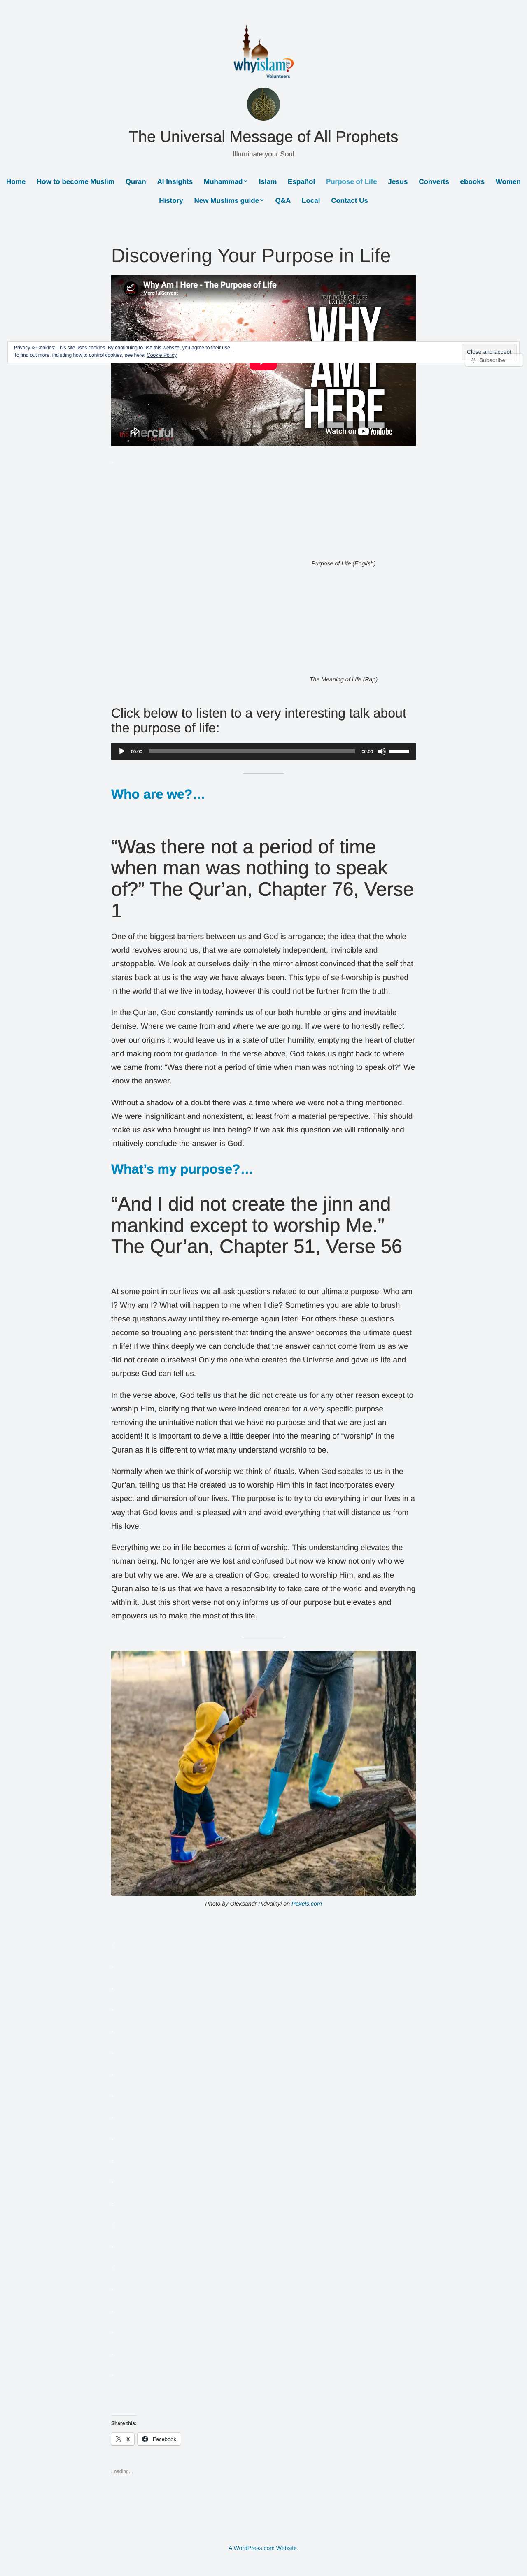 whyislam?
Volunteers
The Universal Message of All Prophets
Illuminate your Soul
Home How to become Muslim Quran AI Insights Muhammad Islam Español Purpose of Life Jesus Converts ebooks Women
History New Muslims guide Q&A Local Contact Us
Discovering Your Purpose in Life
Why Am I Here - The Purpose of Life
MercifulServant
THE PURPOSE OF LIFE
EXPLAINED
WHY
Privacy & Cookies: This site uses cookies. By continuing to use this website, you agree to their use.
To find out more, including how to control cookies, see here: Cookie Policy
Close and accept
Subscribe
AM I
HERE
merciful
Watch on YouTube
Purpose of Life (English)
The Meaning of Life (Rap)
Click below to listen to a very interesting talk about
the purpose of life:
00:00 00:00
Who are we?…
“Was there not a period of time
when man was nothing to speak
of?” The Qur’an, Chapter 76, Verse
1
One of the biggest barriers between us and God is arrogance; the idea that the whole
world revolves around us, that we are completely independent, invincible and
unstoppable. We look at ourselves daily in the mirror almost convinced that the self that
stares back at us is the way we have always been. This type of self-worship is pushed
in the world that we live in today, however this could not be further from the truth.
In the Qur’an, God constantly reminds us of our both humble origins and inevitable
demise. Where we came from and where we are going. If we were to honestly reflect
over our origins it would leave us in a state of utter humility, emptying the heart of clutter
and making room for guidance. In the verse above, God takes us right back to where
we came from: “Was there not a period of time when man was nothing to speak of?” We
know the answer.
Without a shadow of a doubt there was a time where we were not a thing mentioned.
We were insignificant and nonexistent, at least from a material perspective. This should
make us ask who brought us into being? If we ask this question we will rationally and
intuitively conclude the answer is God.
What’s my purpose?…
“And I did not create the jinn and
mankind except to worship Me.”
The Qur’an, Chapter 51, Verse 56
At some point in our lives we all ask questions related to our ultimate purpose: Who am
I? Why am I? What will happen to me when I die? Sometimes you are able to brush
these questions away until they re-emerge again later! For others these questions
become so troubling and persistent that finding the answer becomes the ultimate quest
in life! If we think deeply we can conclude that the answer cannot come from us as we
did not create ourselves! Only the one who created the Universe and gave us life and
purpose God can tell us.
In the verse above, God tells us that he did not create us for any other reason except to
worship Him, clarifying that we were indeed created for a very specific purpose
removing the unintuitive notion that we have no purpose and that we are just an
accident! It is important to delve a little deeper into the meaning of “worship” in the
Quran as it is different to what many understand worship to be.
Normally when we think of worship we think of rituals. When God speaks to us in the
Qur’an, telling us that He created us to worship Him this in fact incorporates every
aspect and dimension of our lives. The purpose is to try to do everything in our lives in a
way that God loves and is pleased with and avoid everything that will distance us from
His love.
Everything we do in life becomes a form of worship. This understanding elevates the
human being. No longer are we lost and confused but now we know not only who we
are but why we are. We are a creation of God, created to worship Him, and as the
Quran also tells us that we have a responsibility to take care of the world and everything
within it. Just this short verse not only informs us of our purpose but elevates and
empowers us to make the most of this life.
Photo by Oleksandr Pidvalnyi on Pexels.com
Share this:
X Facebook
Loading...
A WordPress.com Website